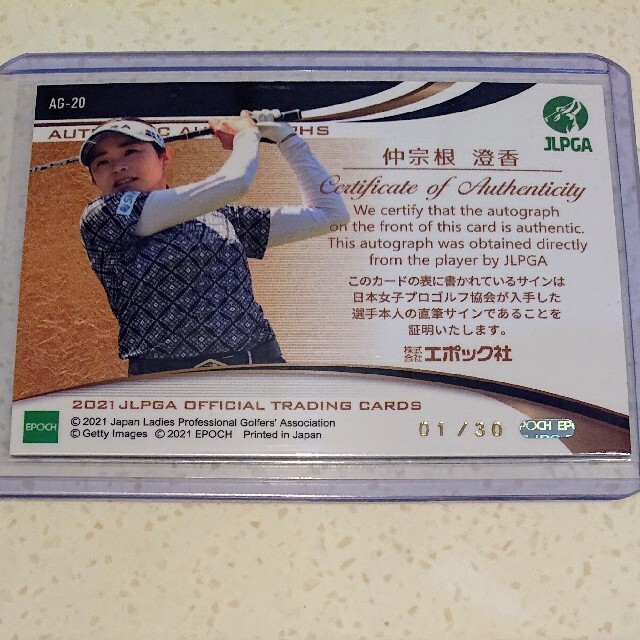 AG-20
JLPGA
仲宗根 澄香
Certificate of Authenticity
We certify that the autograph
on the front of this card is authentic.
This autograph was obtained directly
from the player by JLPGA
このカードの表に書かれているサインは
日本女子プロゴルフ協会が入手した
選手本人の直筆サインであることを
証明いたします。
株式会社エポック社
2021 JLPGA OFFICIAL TRADING CARDS
EPOCH
© 2021 Japan Ladies Professional Golfers' Association
© Getty Images © 2021 EPOCH Printed in Japan
01/30